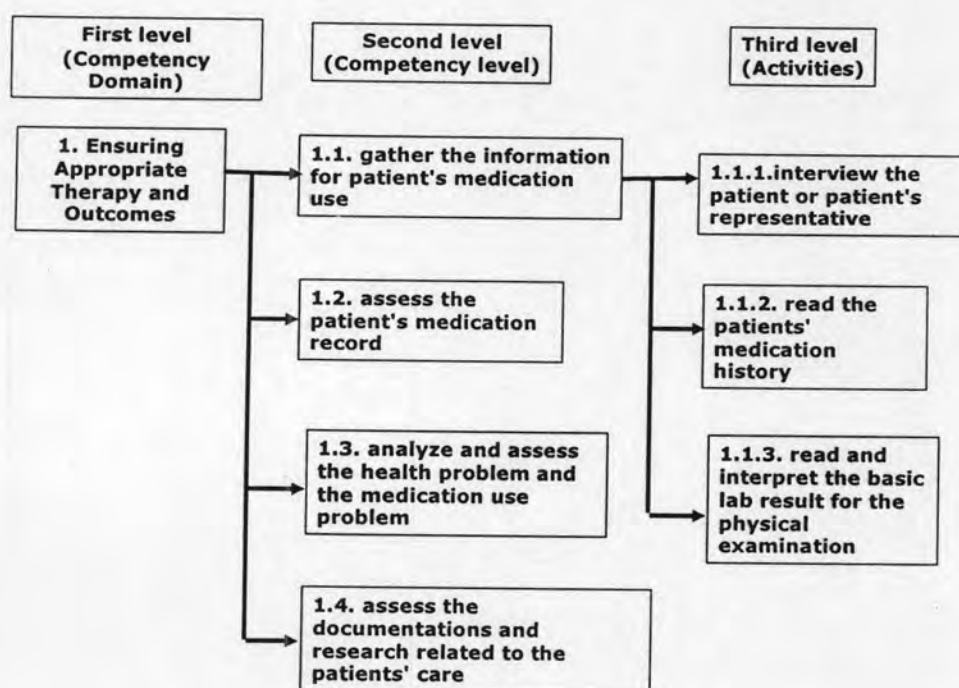 First level
(Competency
Domain)
Second level
(Competency level)
Third level
(Activities)
1. Ensuring
Appropriate
Therapy and
Outcomes
1.1. gather the information
for patient's medication
use
1.1.1.interview the
patient or patient's
representative
1.2. assess the
patient's medication
record
1.1.2. read the
patients'
medication
history
1.3. analyze and assess
the health problem and
the medication use
problem
1.1.3. read and
interpret the basic
lab result for the
physical
examination
1.4. assess the
documentations and
research related to the
patients' care